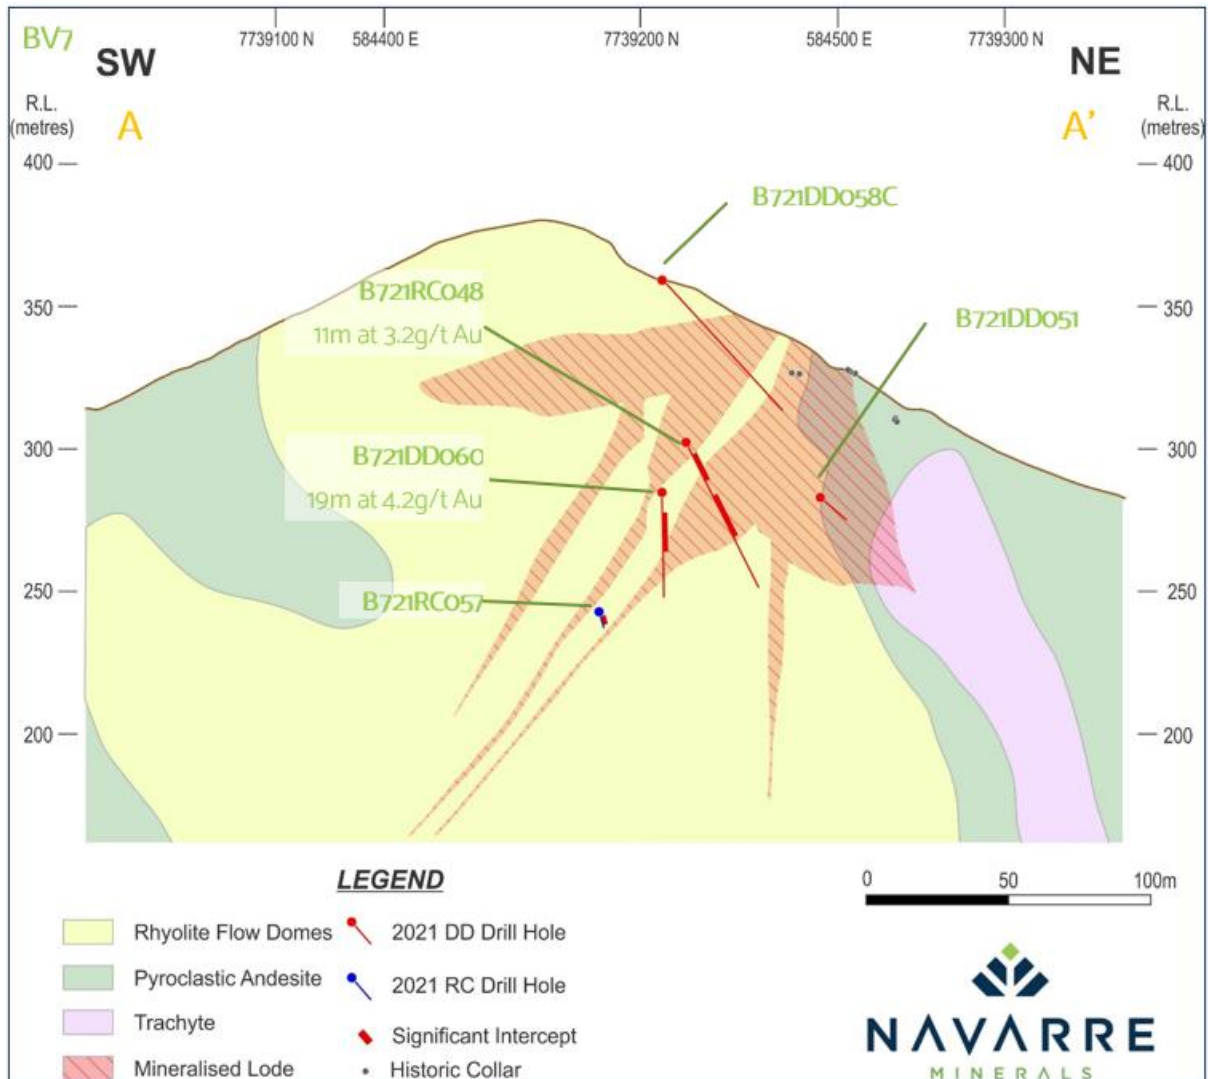 7739100 N 584400 E 7739200 N 584500 E 7739300 N
BV7
SW NE
R.L.
(metres)
R.L.
(metres)
A A'
400 400
B721DD058C
B721RC048
11m at 3.2g/t Au
350 350
B721DD051
300 300
B721DD060
19m at 4.2g/t Au
250 250
B721RC057
200 200
LEGEND
0 50 100m
Rhyolite Flow Domes
2021 DD Drill Hole
Pyroclastic Andesite
2021 RC Drill Hole
Trachyte
Significant Intercept
Mineralised Lode
Historic Collar
NAVARRE
MINERALS